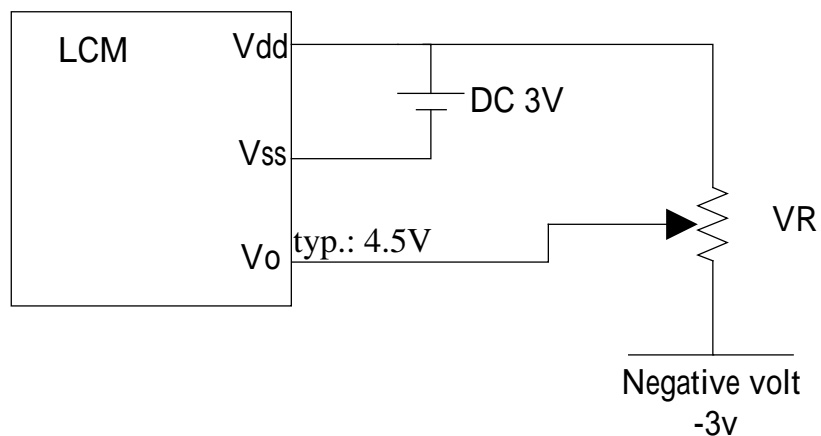 LCM
Vdd
DC 3V
Vss
VR
typ.: 4.5V
Vo
Negative volt
-3v